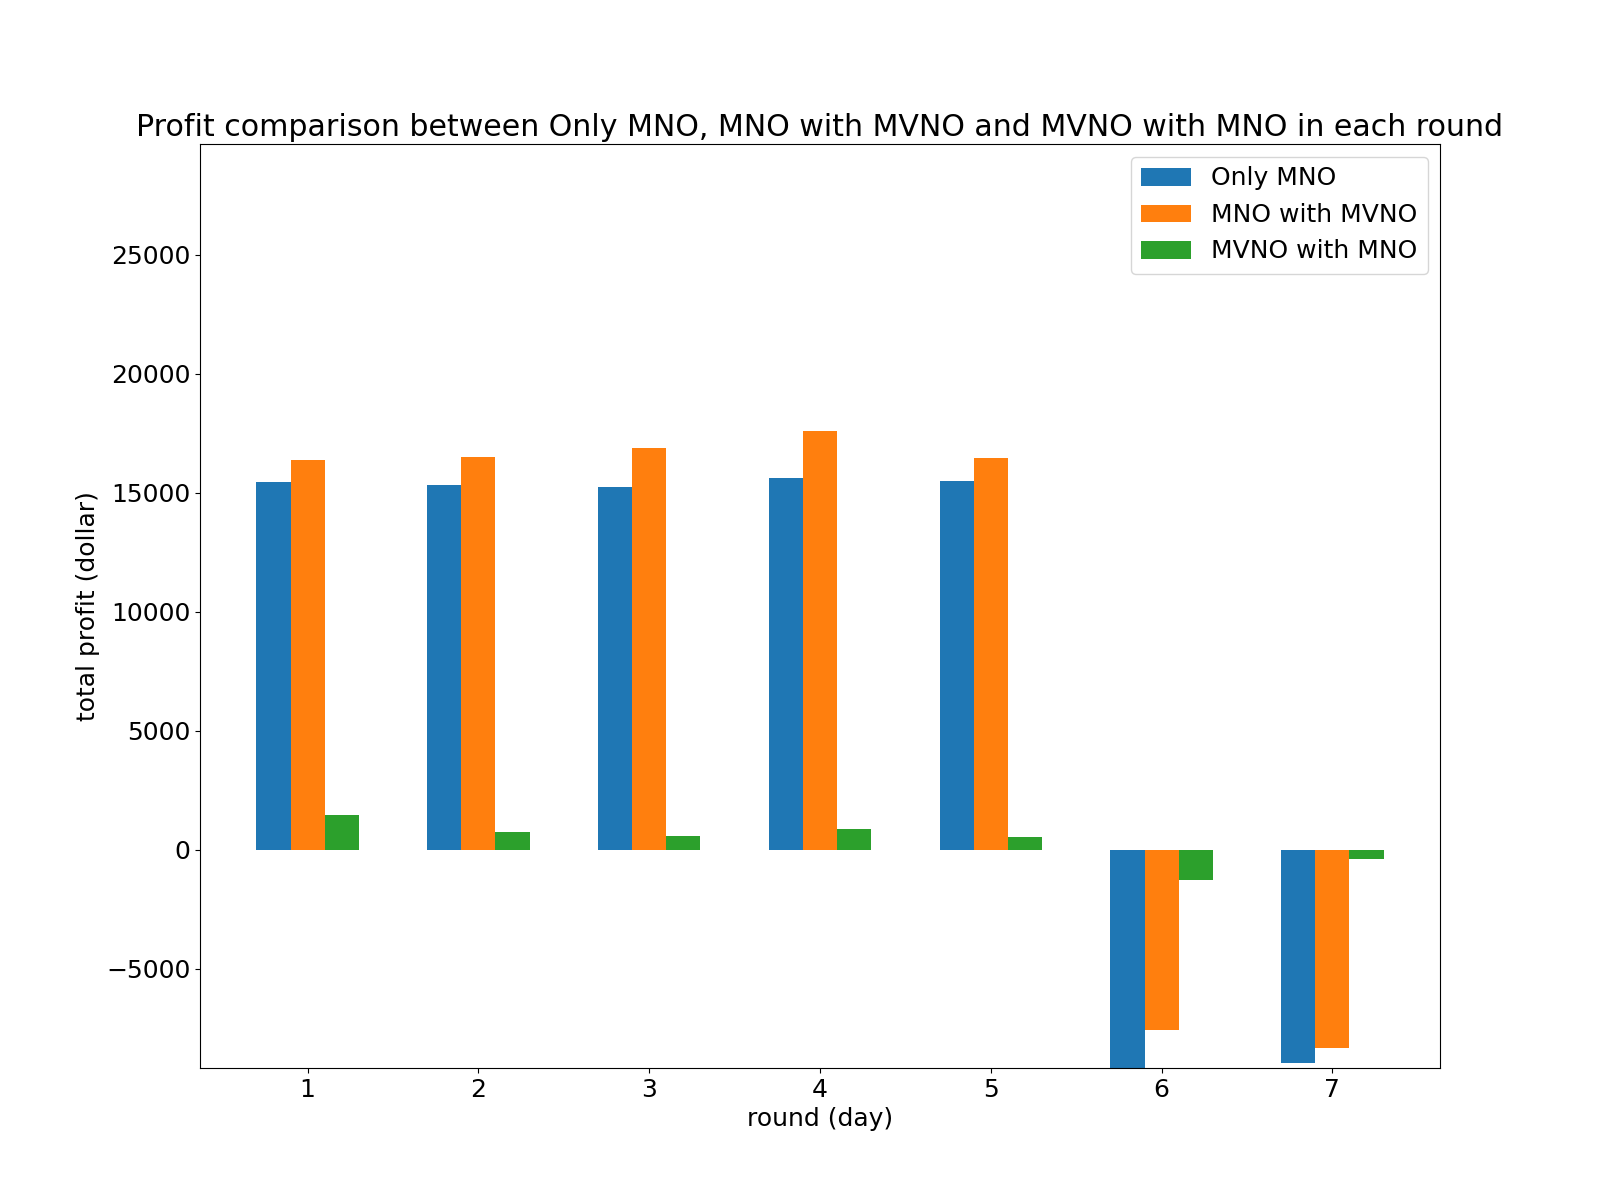 Profit comparison between Only MNO, MNO with MVNO and MVNO with MNO in each round
Only MNO
MNO with MVNO
MVNO with MNO
25000
20000
15000
10000
5000
0
−5000
total profit (dollar)
1 2 3 4 5 6 7
round (day)